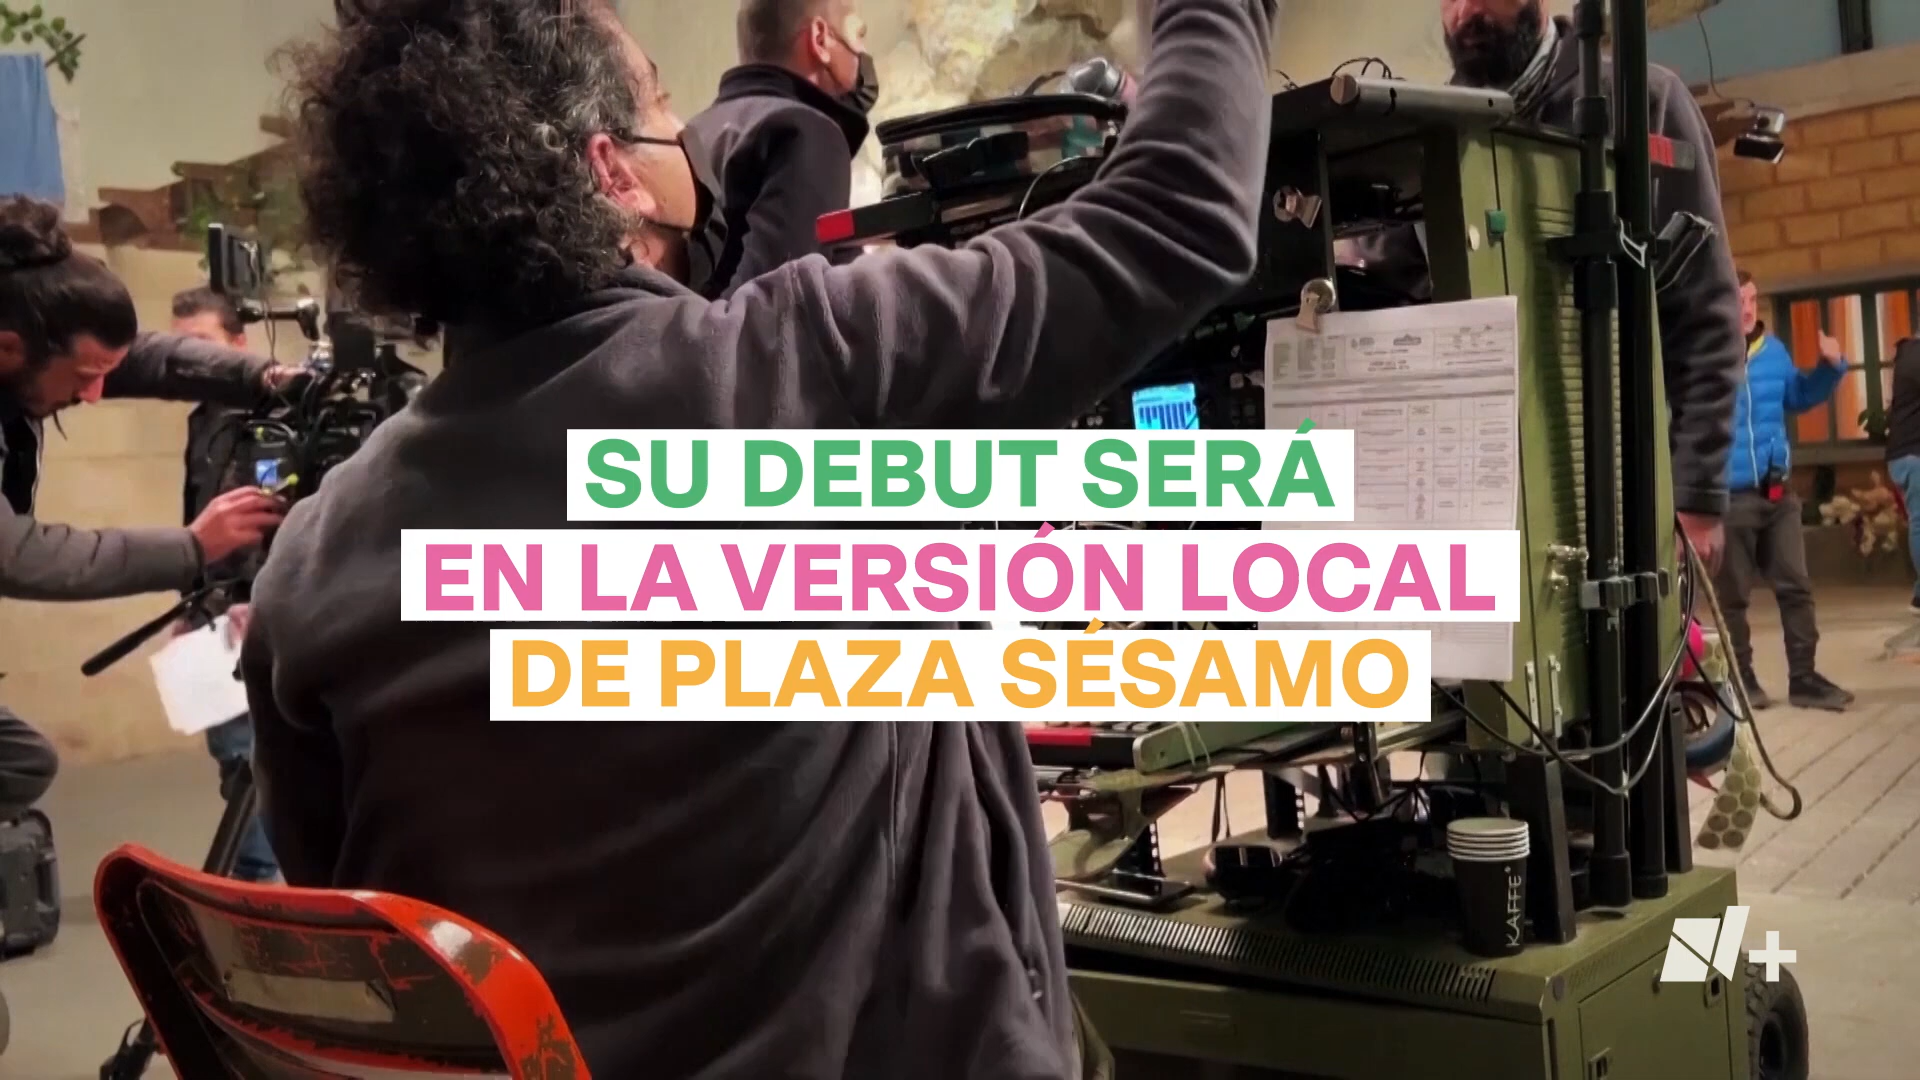 SU DEBUT SERÁ
EN LA VERSIÓN LOCAL
DE PLAZA SÉSAMO
KAFFE
N+